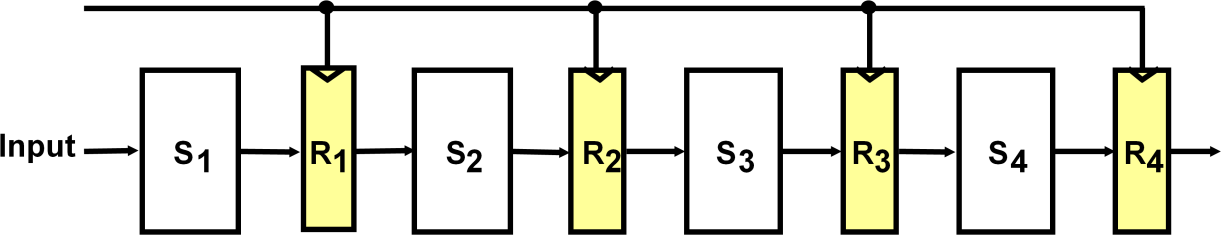 Input S1 R1 S2 R2 S3 R3 S4 R4